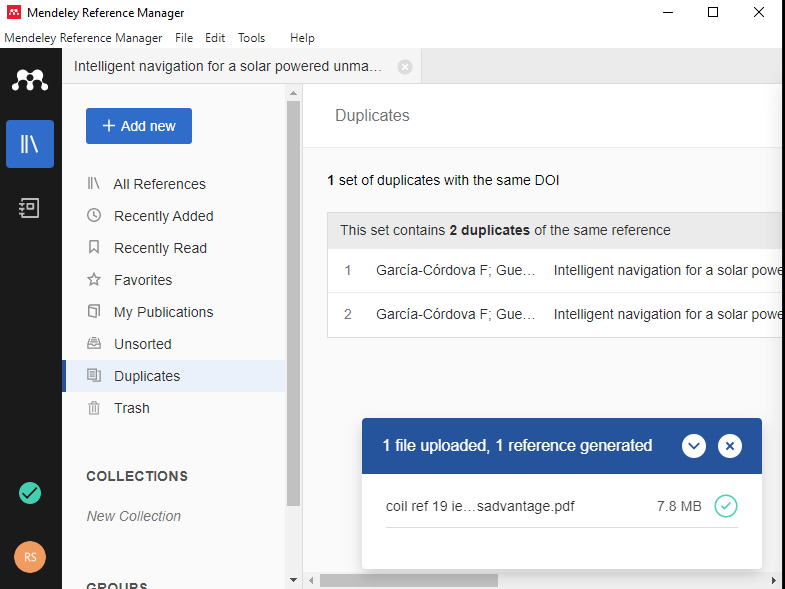 Mendeley Reference Manager
Mendeley Reference Manager File Edit Tools Help
Intelligent navigation for a solar powered unma...
+ Add new
All References
Recently Added
Recently Read
Favorites
My Publications
Unsorted
Duplicates
Trash
COLLECTIONS
New Collection
GROUPS
RS
Duplicates
1 set of duplicates with the same DOI
This set contains 2 duplicates of the same reference
1 García-Córdova F; Gue... Intelligent navigation for a solar powe
2 García-Córdova F; Gue... Intelligent navigation for a solar powe
1 file uploaded, 1 reference generated
coil ref 19 ie...sadvantage.pdf 7.8 MB